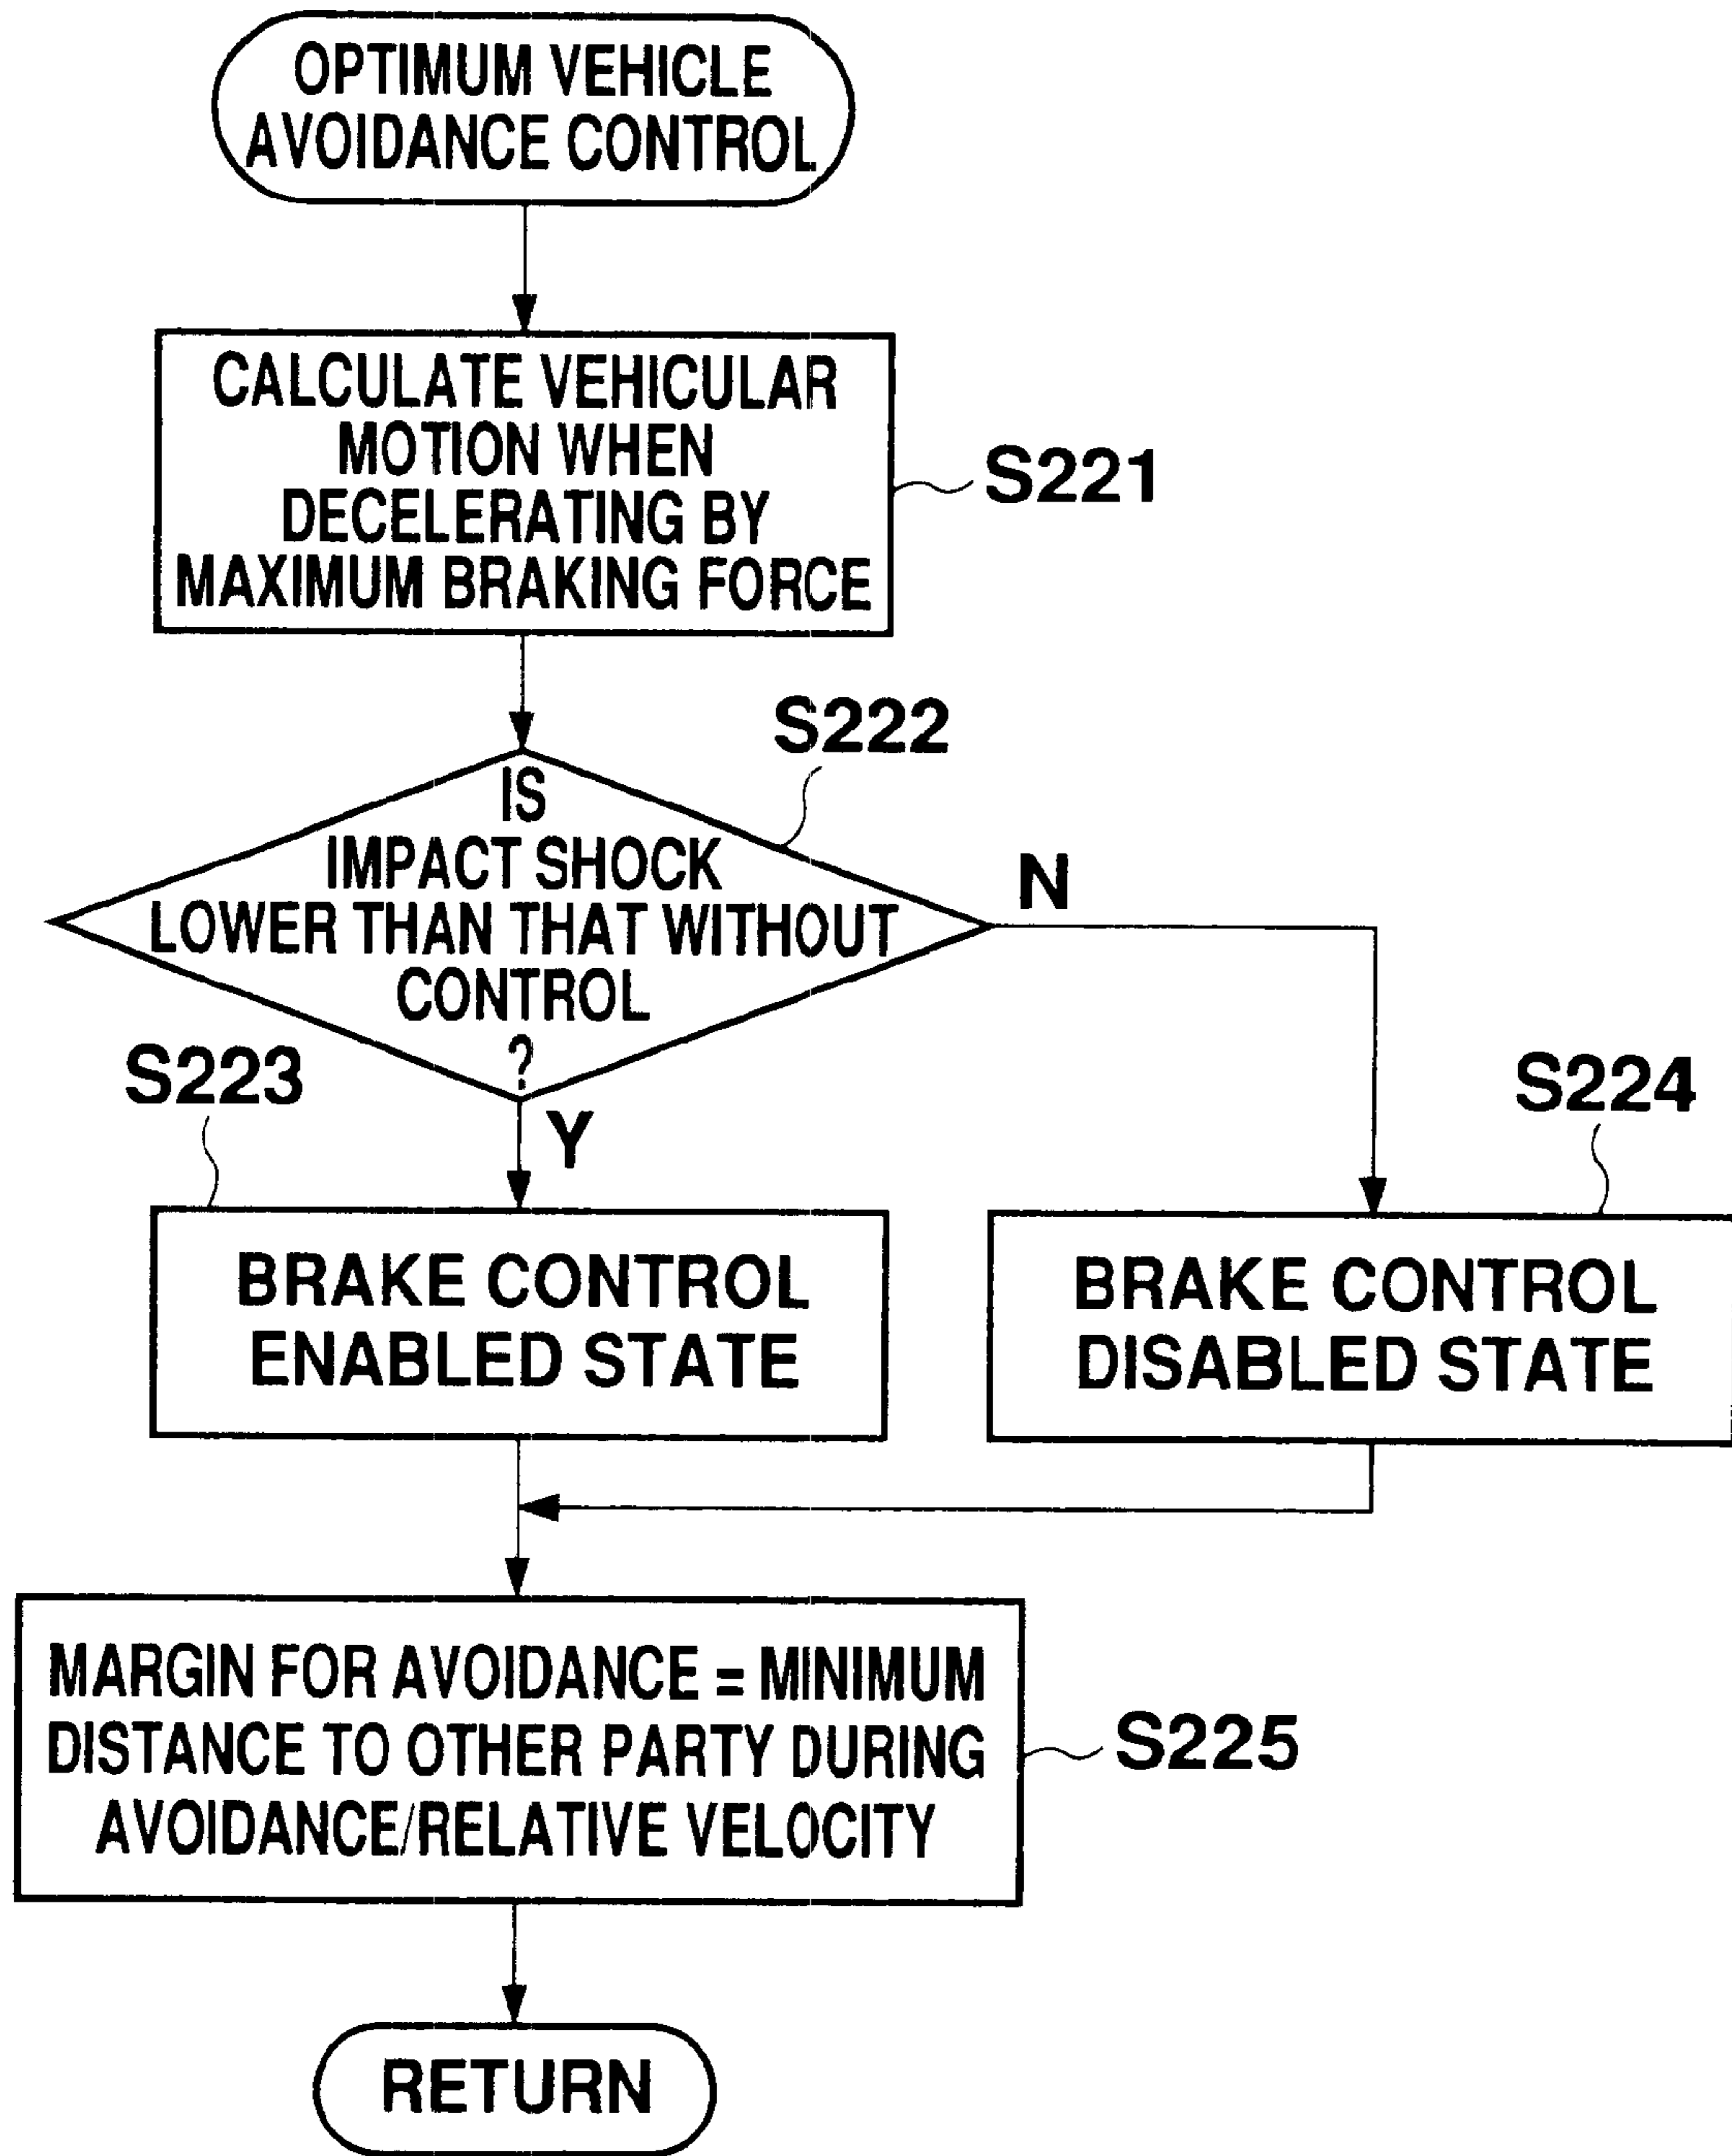 OPTIMUM VEHICLE
AVOIDANCE CONTROL
CALCULATE VEHICULAR
MOTION WHEN
DECELERATING BY
MAXIMUM BRAKING FORCE
S221
S222
IS
IMPACT SHOCK
LOWER THAN THAT WITHOUT
CONTROL
?
N
Y
S223
BRAKE CONTROL
ENABLED STATE
S224
BRAKE CONTROL
DISABLED STATE
MARGIN FOR AVOIDANCE = MINIMUM
DISTANCE TO OTHER PARTY DURING
AVOIDANCE/RELATIVE VELOCITY
S225
RETURN